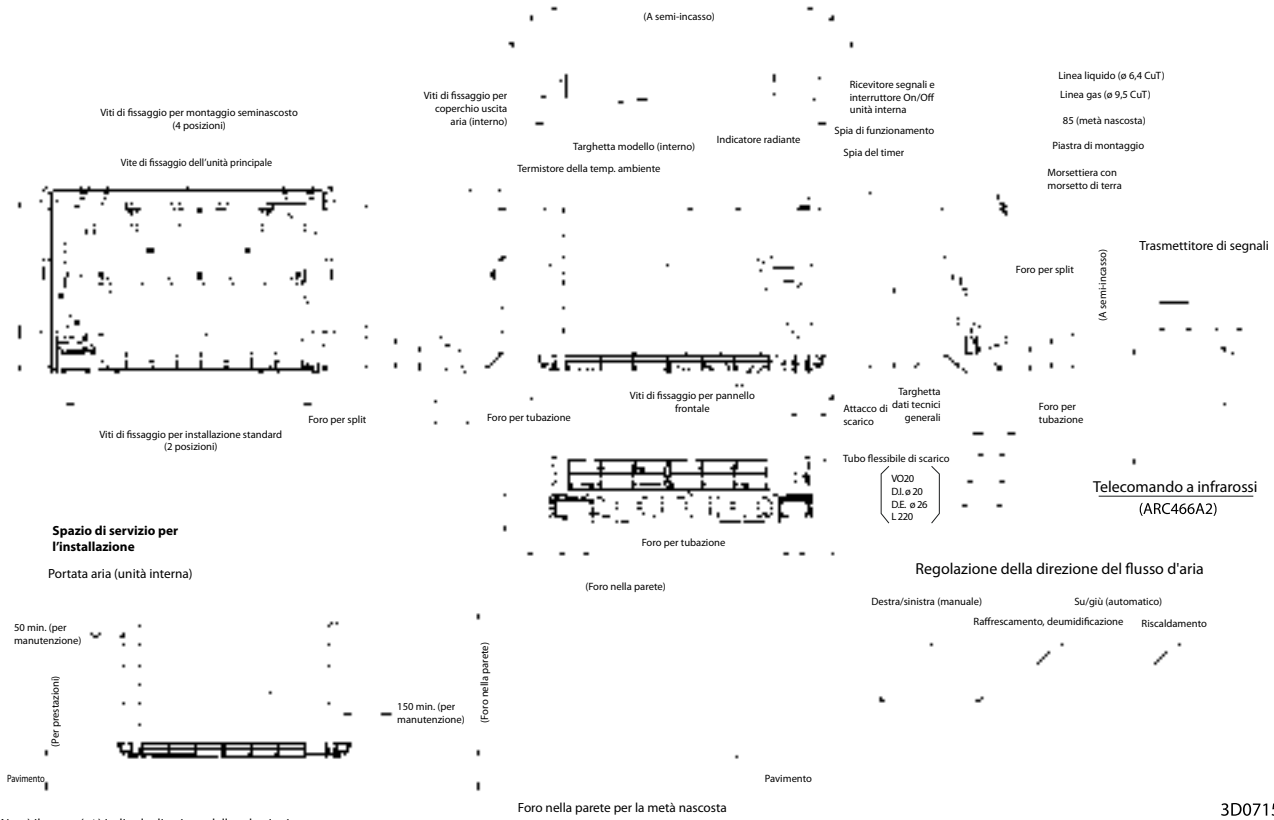 (A semi-incasso)
Viti di fissaggio per
coperchio uscita
aria (interno)
Ricevitore segnali e
interruttore On/Off
unità interna
Linea liquido (ø 6,4 CuT)
Linea gas (ø 9,5 CuT)
85 (metà nascosta)
Piastra di montaggio
Morsettiera con
morsetto di terra
Viti di fissaggio per montaggio seminascosto
(4 posizioni)
Vite di fissaggio dell'unità principale
Targhetta modello (interno)
Indicatore radiante
Spia di funzionamento
Spia del timer
Termistore della temp. ambiente
Trasmettitore di segnali
Foro per split
(A semi-incasso)
Foro per split
Viti di fissaggio per installazione standard
(2 posizioni)
Foro per tubazione
Viti di fissaggio per pannello
frontale
Attacco di
scarico
Targhetta
dati tecnici
generali
Foro per
tubazione
Tubo flessibile di scarico
VO20
D.I. ø 20
D.E. ø 26
L 220
Telecomando a infrarossi
(ARC466A2)
Foro per tubazione
Spazio di servizio per
l'installazione
Portata aria (unità interna)
(Foro nella parete)
Regolazione della direzione del flusso d'aria
Destra/sinistra (manuale)
Su/giù (automatico)
Raffrescamento, deumidificazione
Riscaldamento
50 min. (per
manutenzione)
(Per prestazioni)
150 min. (per
manutenzione)
(Foro nella parete)
Pavimento
Pavimento
Foro nella parete per la metà nascosta
3D0715